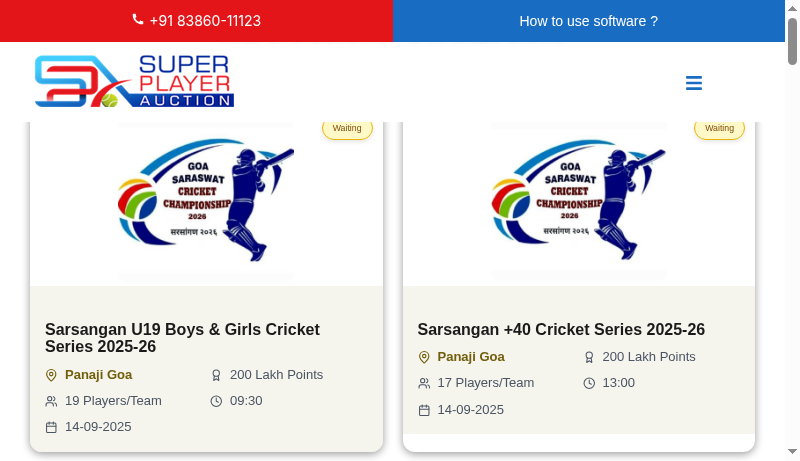 +91 83860-11123
How to use software ?
SUPER
PLAYER
AUCTION
Waiting
GOA
SARASWAT
CRICKET
CHAMPIONSHIP
2026
सरसांगण २०२६
Sarsangan U19 Boys & Girls Cricket
Series 2025-26
Panaji Goa
200 Lakh Points
19 Players/Team
09:30
14-09-2025
Waiting
GOA
SARASWAT
CRICKET
CHAMPIONSHIP
2026
सरसांगण २०२६
Sarsangan +40 Cricket Series 2025-26
Panaji Goa
200 Lakh Points
17 Players/Team
13:00
14-09-2025